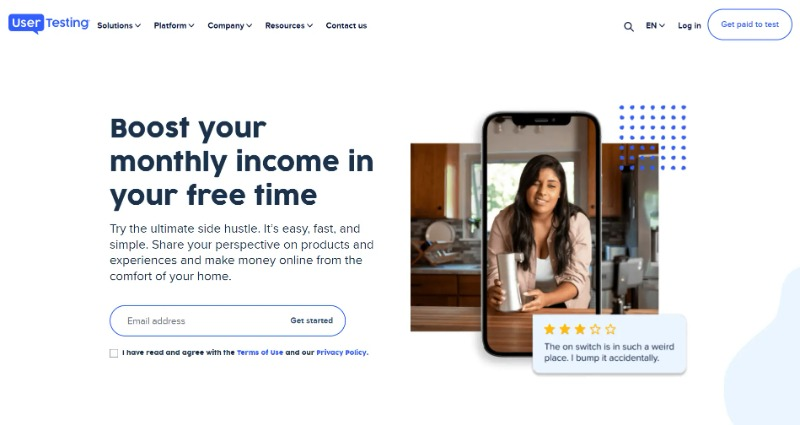 UserTesting
Solutions Platform Company Resources Contact us
EN Log in Get paid to test
Boost your
monthly income in
your free time
Try the ultimate side hustle. It's easy, fast, and
simple. Share your perspective on products and
experiences and make money online from the
comfort of your home.
Email address Get started
I have read and agree with the Terms of Use and our Privacy Policy.
The on switch is in such a weird
place. I bump it accidentally.